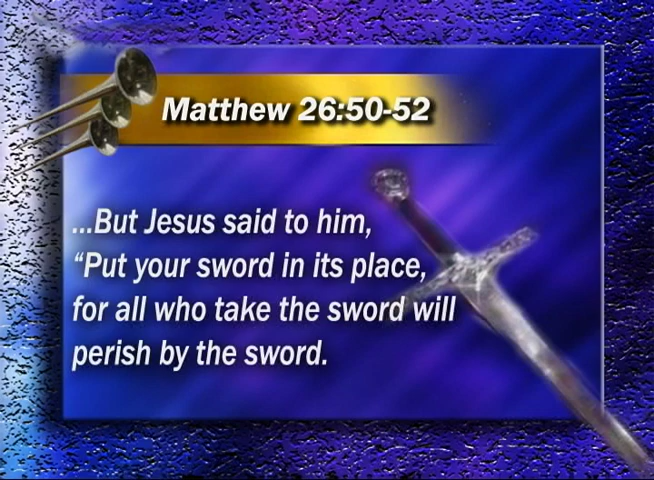 Matthew 26:50-52
...But Jesus said to him,
“Put your sword in its place,
for all who take the sword will
perish by the sword.